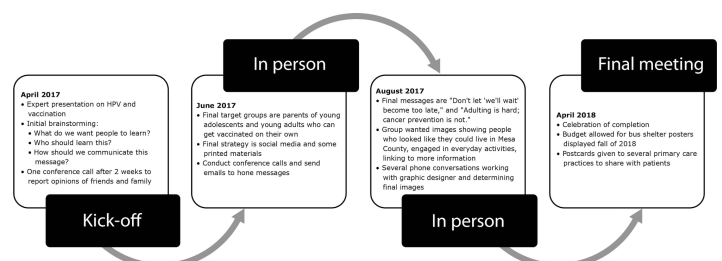 April 2017
• Expert presentation on HPV and
vaccination
• Initial brainstorming:
• What do we want people to learn?
• Who should learn this?
• How should we communicate this
message?
• One conference call after 2 weeks to
report opinions of friends and family
Kick-off
In person
June 2017
• Final target groups are parents of young
adolescents and young adults who can
get vaccinated on their own
• Final strategy is social media and some
printed materials
• Conduct conference calls and send
emails to hone messages
August 2017
• Final messages are "Don't let 'we'll wait'
become too late," and "Adulting is hard;
cancer prevention is not."
• Group wanted images showing people
who looked like they could live in Mesa
County, engaged in everyday activities,
linking to more information
• Several phone conversations working
with graphic designer and determining
final images
In person
Final meeting
April 2018
• Celebration of completion
• Budget allowed for bus shelter posters
displayed fall of 2018
• Postcards given to several primary care
practices to share with patients